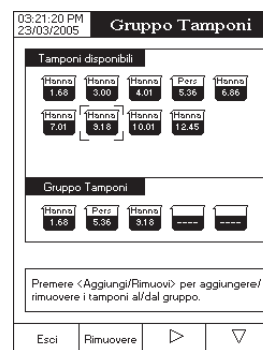 03:21:20 PM
23/03/2005
Gruppo Tamponi
Tamponi disponibili
Hanna Hanna Hanna Pers Hanna
1.68 3.00 4.01 5.36 6.86
Hanna Hanna Hanna Hanna
7.01 9.18 10.01 12.45
Gruppo Tamponi
Hanna Pers Hanna
1.68 5.36 9.18 ---- ----
Premere <Aggiungi/Rimuovi> per aggiungere/
rimuovere i tamponi al/dal gruppo.
Esci Rimuovere